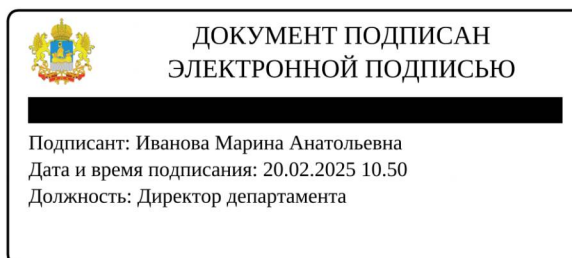 ДОКУМЕНТ ПОДПИСАН
ЭЛЕКТРОННОЙ ПОДПИСЬЮ
Подписант: Иванова Марина Анатольевна
Дата и время подписания: 20.02.2025 10.50
Должность: Директор департамента